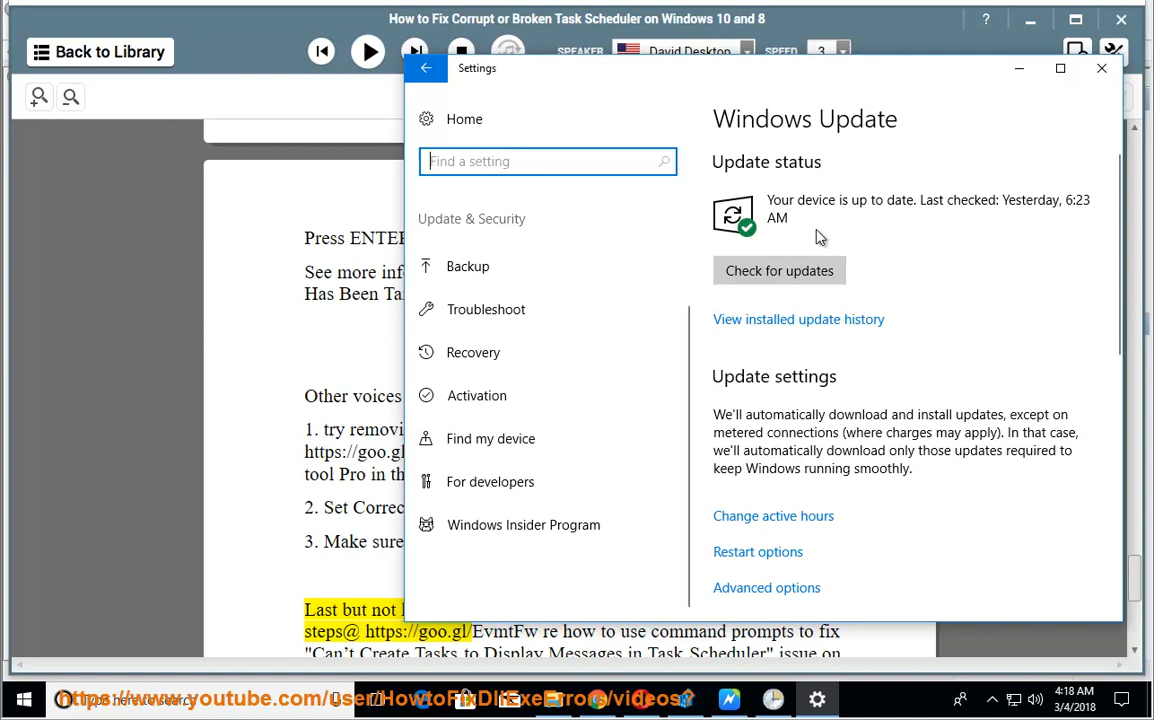 How to Fix Corrupt or Broken Task Scheduler on Windows 10 and 8
?
Back to Library
SPEAKER
David Desktop
SPEED
3
Settings
Home
Find a setting
Update & Security
Backup
Troubleshoot
Recovery
Activation
Find my device
For developers
Windows Insider Program
Windows Update
Update status
Your device is up to date. Last checked: Yesterday, 6:23
AM
Check for updates
View installed update history
Update settings
We'll automatically download and install updates, except on
metered connections (where charges may apply). In that case,
we'll automatically download only those updates required to
keep Windows running smoothly.
Change active hours
Restart options
Advanced options
Press ENTER
See more
Has Been
Other voices
1. try
https://goo.gl
tool Pro in
2. Set
3. Make sure
Last but not
steps@ https://goo.gl/EvmtFw re how to use command prompts to fix
"Can't Create Tasks to Display Messages in Task Scheduler" issue on
https://www.youtube.com/user/HowtoFixDllExeErrors/videos?
4:18 AM
3/4/2018